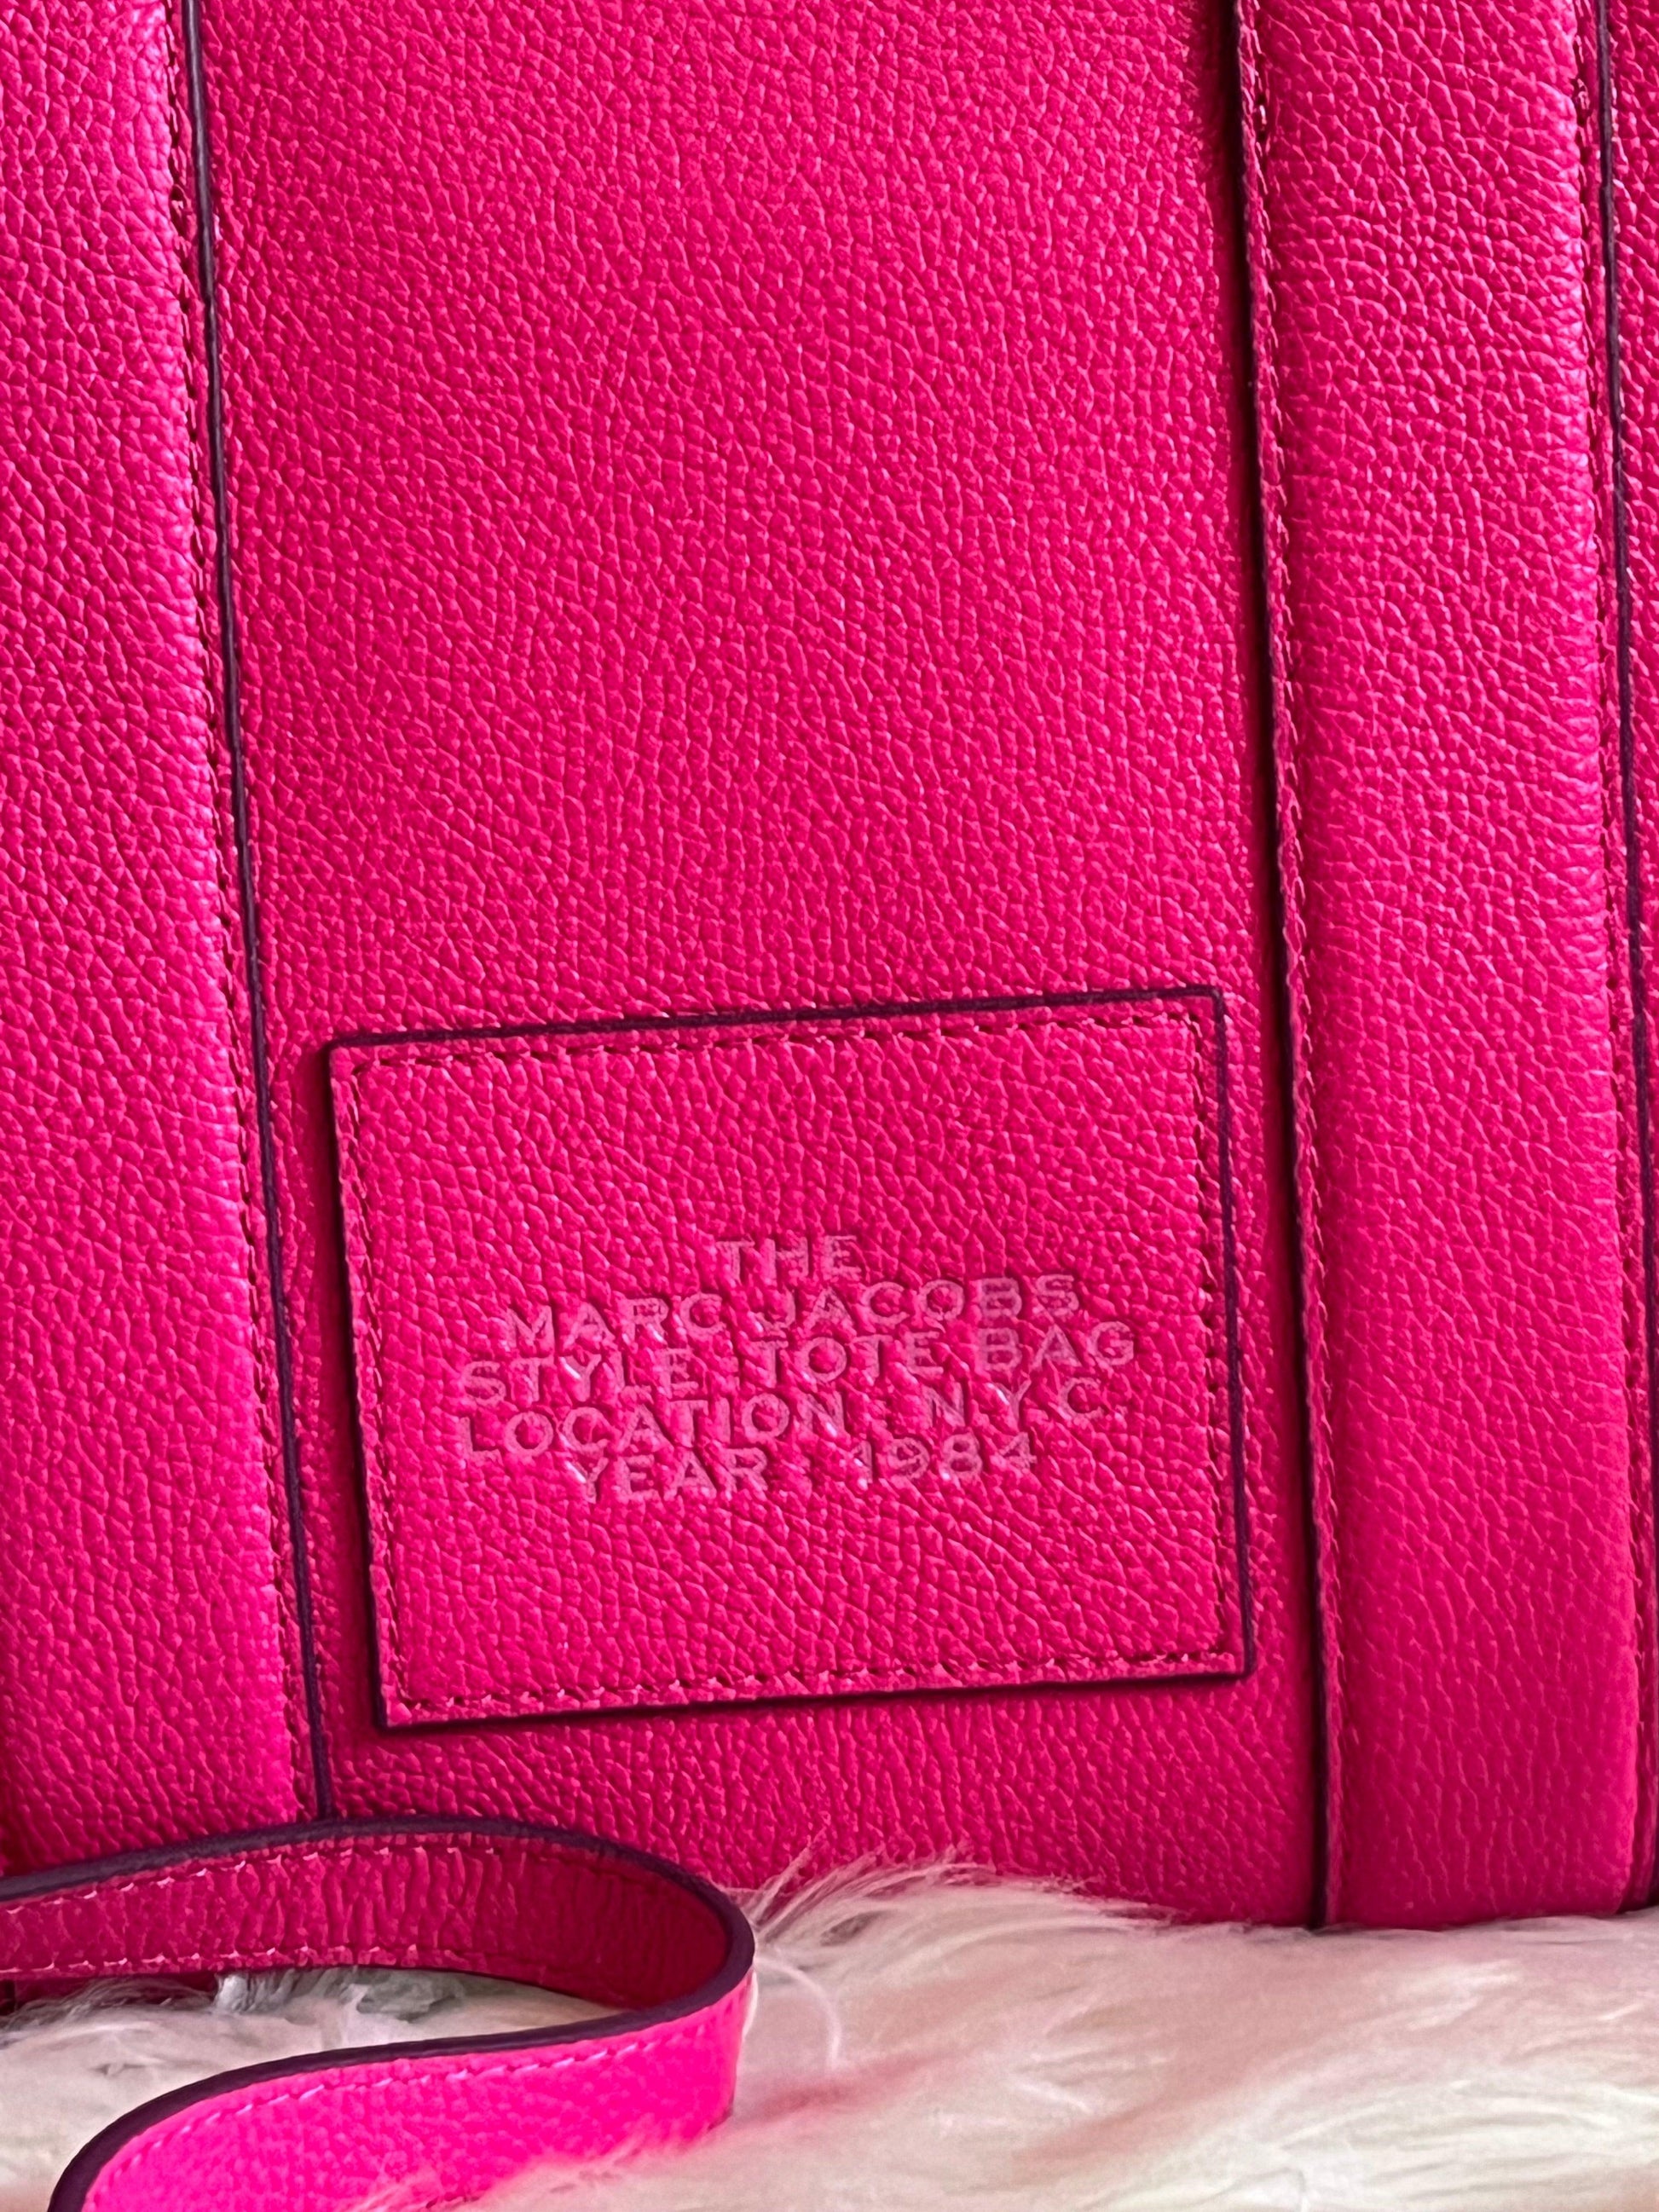 THE
MARC JACOBS
STYLE : TOTE BAG
LOCATION : N.Y.C.
YEAR : 1984